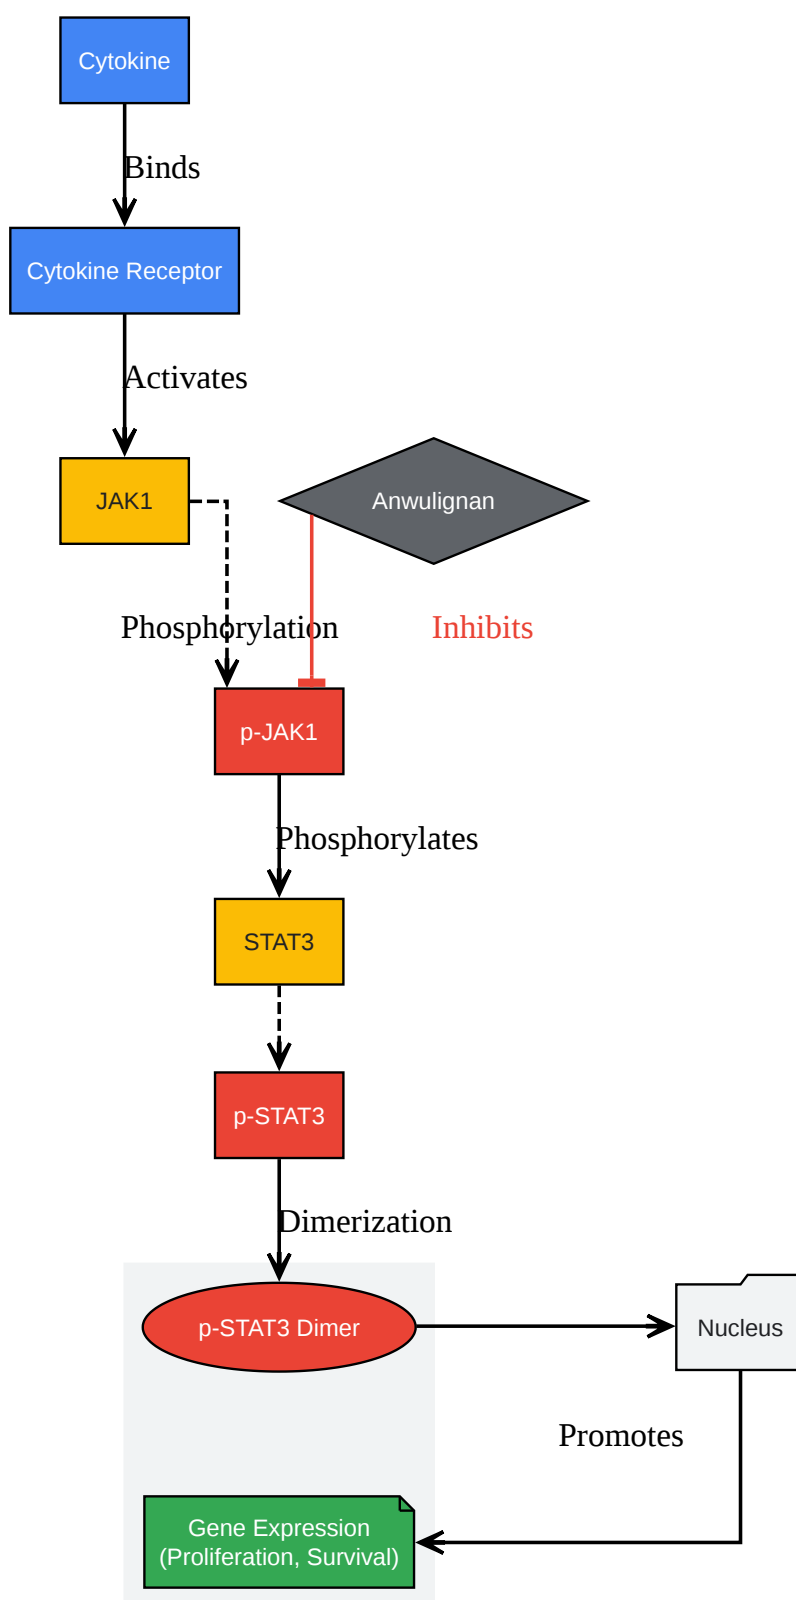 Cytokine
Binds
Cytokine Receptor
Activates
JAK1
Anwulignan
Phosphorylation
Inhibits
p-JAK1
Phosphorylates
STAT3
p-STAT3
Dimerization
p-STAT3 Dimer
Nucleus
Promotes
Gene Expression
(Proliferation, Survival)